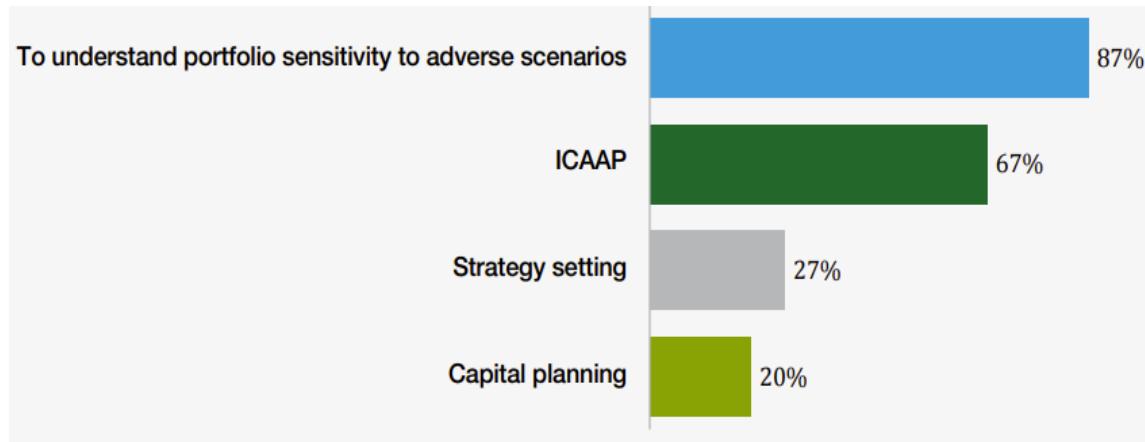 To understand portfolio sensitivity to adverse scenarios 87%
ICAAP 67%
Strategy setting 27%
Capital planning 20%